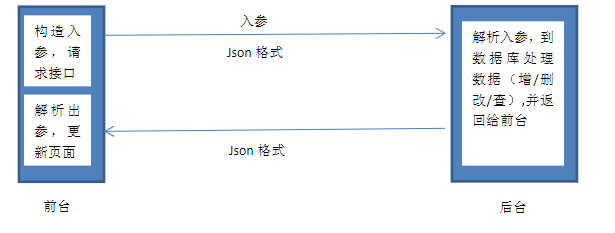 构造入
参，请
求接口
解析出
参，更
新页面
前台
入参
Json 格式
Json 格式
解析入参，到
数据库处理
数据（增/删
改/查）,并返
回给前台
后台